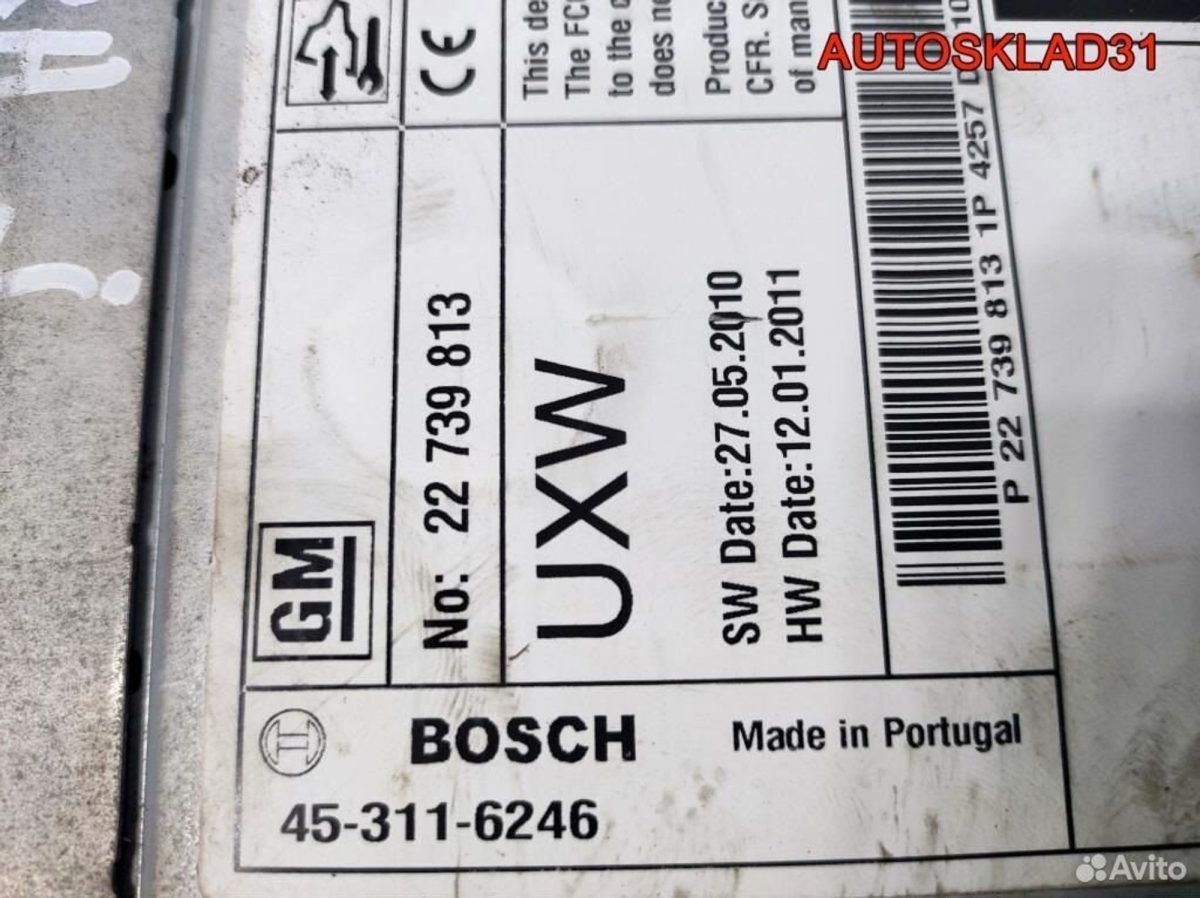 AUTOSKLAD31
This de
The FC
to the c
does no
Produc
CFR. S
of man
GM
No: 22 739 813
UXW
SW Date:27.05.2010
HW Date:12.01.2011
P 22 739 813 1P 4257 D 10
BOSCH
Made in Portugal
45-311-6246
Avito